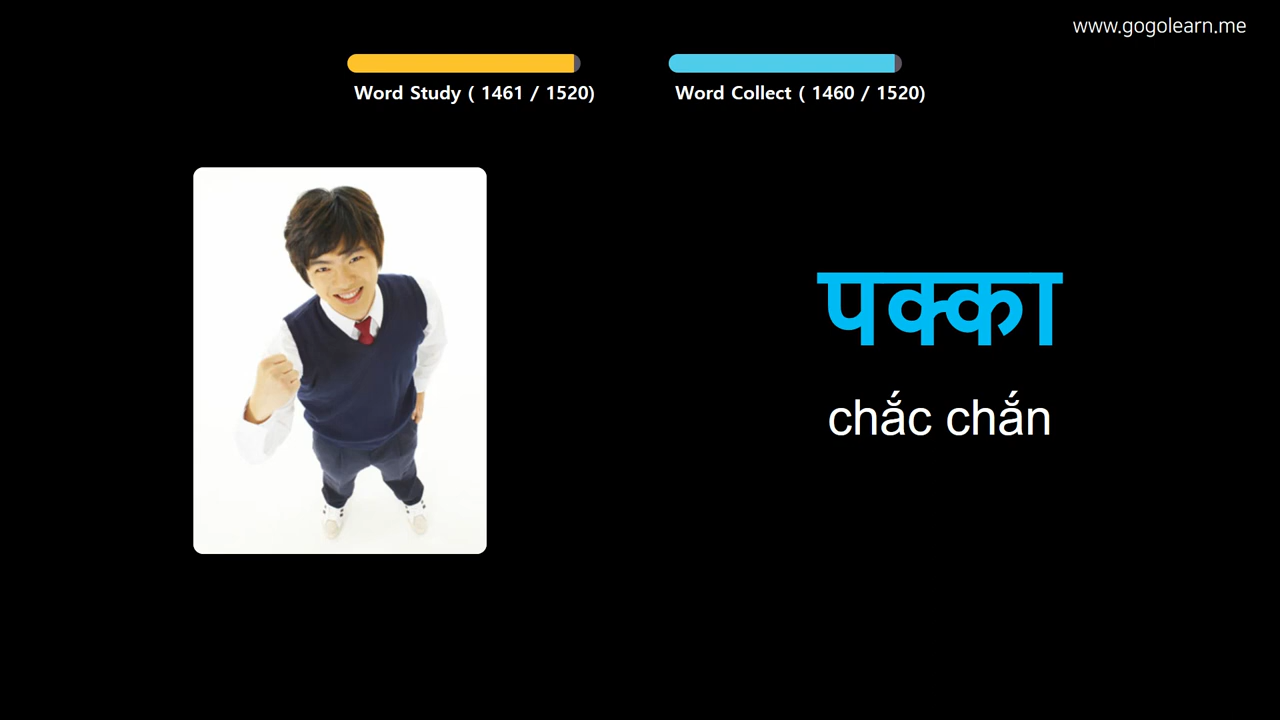 www.gogolearn.me
Word Study ( 1461 / 1520)
Word Collect ( 1460 / 1520)
पक्का
chắc chắn